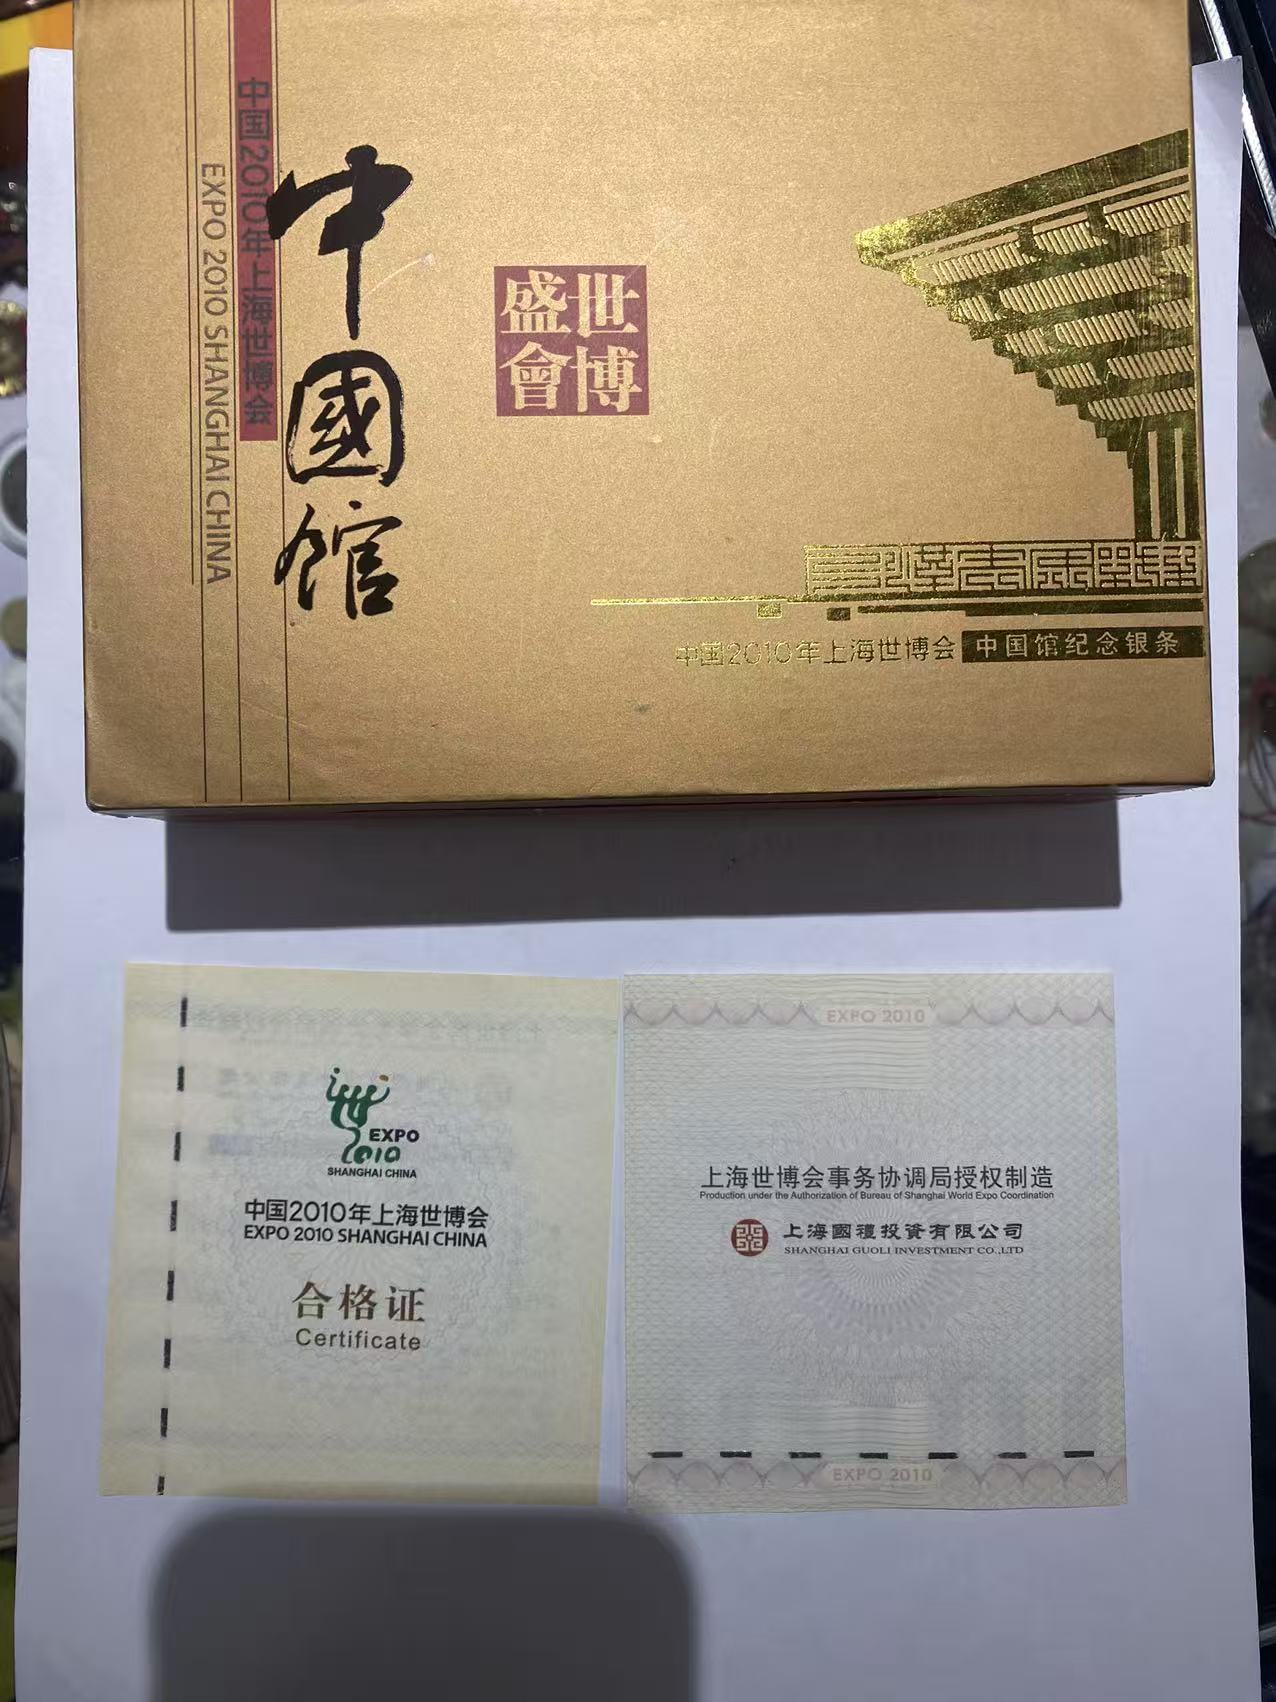 中国2010年上海世博会
EXPO 2010 SHANGHAI CHINA
中國馆
世博
盛會
中国2010年上海世博会 中国馆纪念银条
EXPO
2010
SHANGHAI CHINA
中国2010年上海世博会
EXPO 2010 SHANGHAI CHINA
合格证
Certificate
EXPO 2010
上海世博会事务协调局授权制造
Production under the Authorization of Bureau of Shanghai World Expo Coordination
上海國禮投資有限公司
SHANGHAI GUOLI INVESTMENT CO.,LTD
EXPO 2010